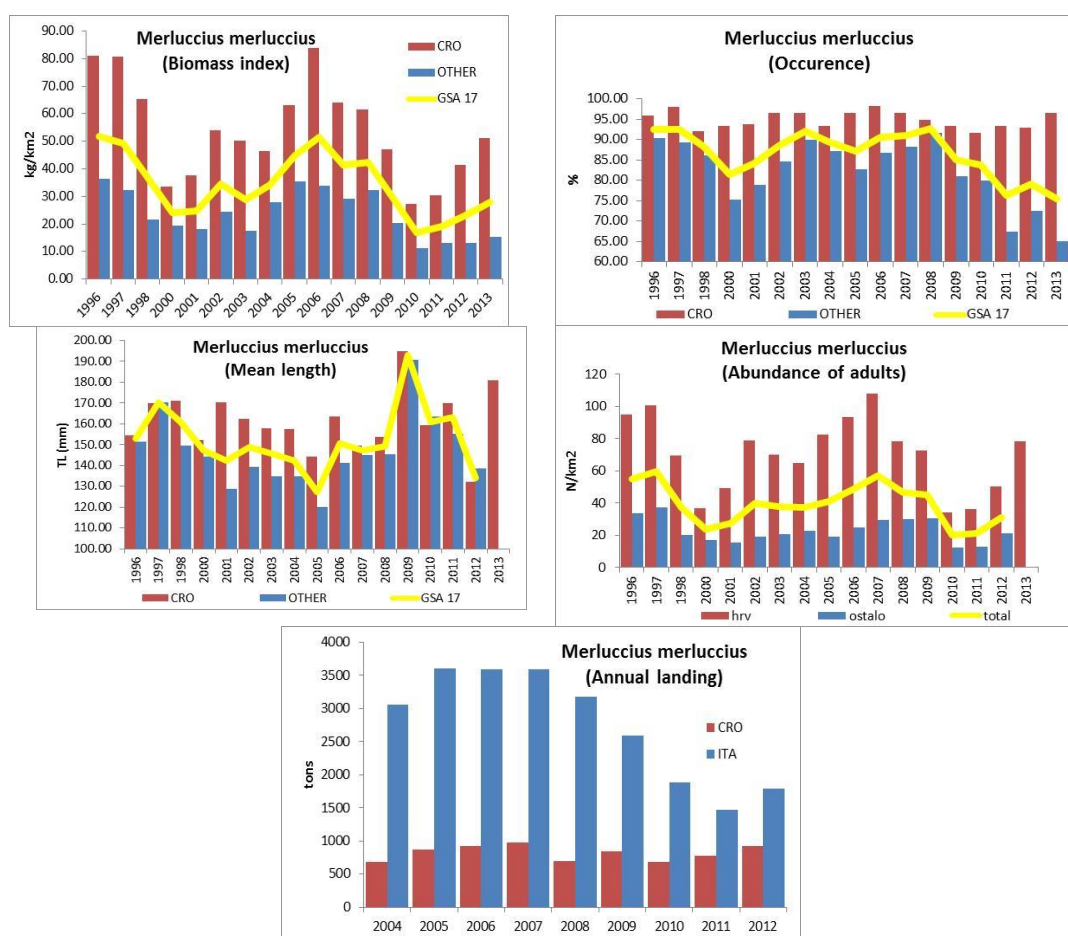 Merluccius merluccius
(Biomass index)
CRO
OTHER
GSA 17
kg/km2
90.00
80.00
70.00
60.00
50.00
40.00
30.00
20.00
10.00
0.00
1996 1997 1998 2000 2001 2002 2003 2004 2005 2006 2007 2008 2009 2010 2011 2012 2013
Merluccius merluccius
(Occurence)
%
100.00
95.00
90.00
85.00
80.00
75.00
70.00
65.00
60.00
1996 1997 1998 2000 2001 2002 2003 2004 2005 2006 2007 2008 2009 2010 2011 2012 2013
CRO OTHER GSA 17
Merluccius merluccius
(Mean length)
TL (mm)
200.00
190.00
180.00
170.00
160.00
150.00
140.00
130.00
120.00
110.00
100.00
1996 1997 1998 2000 2001 2002 2003 2004 2005 2006 2007 2008 2009 2010 2011 2012 2013
CRO OTHER GSA 17
Merluccius merluccius
(Abundance of adults)
N/km2
120
100
80
60
40
20
0
1996 1997 1998 2000 2001 2002 2003 2004 2005 2006 2007 2008 2009 2010 2011 2012 2013
hrv ostalo total
Merluccius merluccius
(Annual landing)
CRO
ITA
tons
4000
3500
3000
2500
2000
1500
1000
500
0
2004 2005 2006 2007 2008 2009 2010 2011 2012